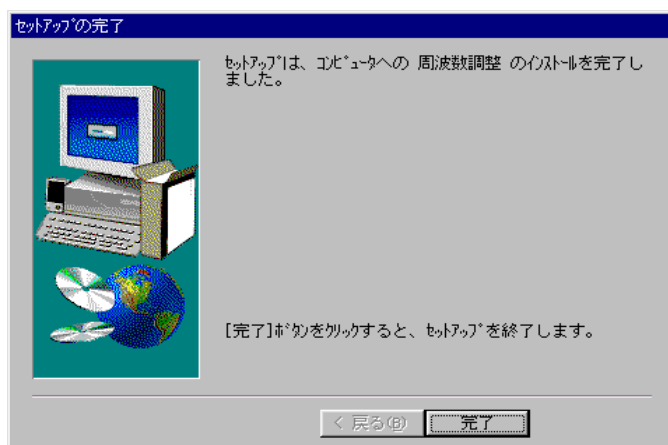 ｾｯﾄｱｯﾌﾟの完了
ｾｯﾄｱｯﾌﾟは、ｺﾝﾋﾟｭｰﾀへの 周波数調整 のｲﾝｽﾄｰﾙを完了し
ました。
[完了]ﾎﾞﾀﾝをｸﾘｯｸすると、ｾｯﾄｱｯﾌﾟを終了します。
< 戻る(B)
完了